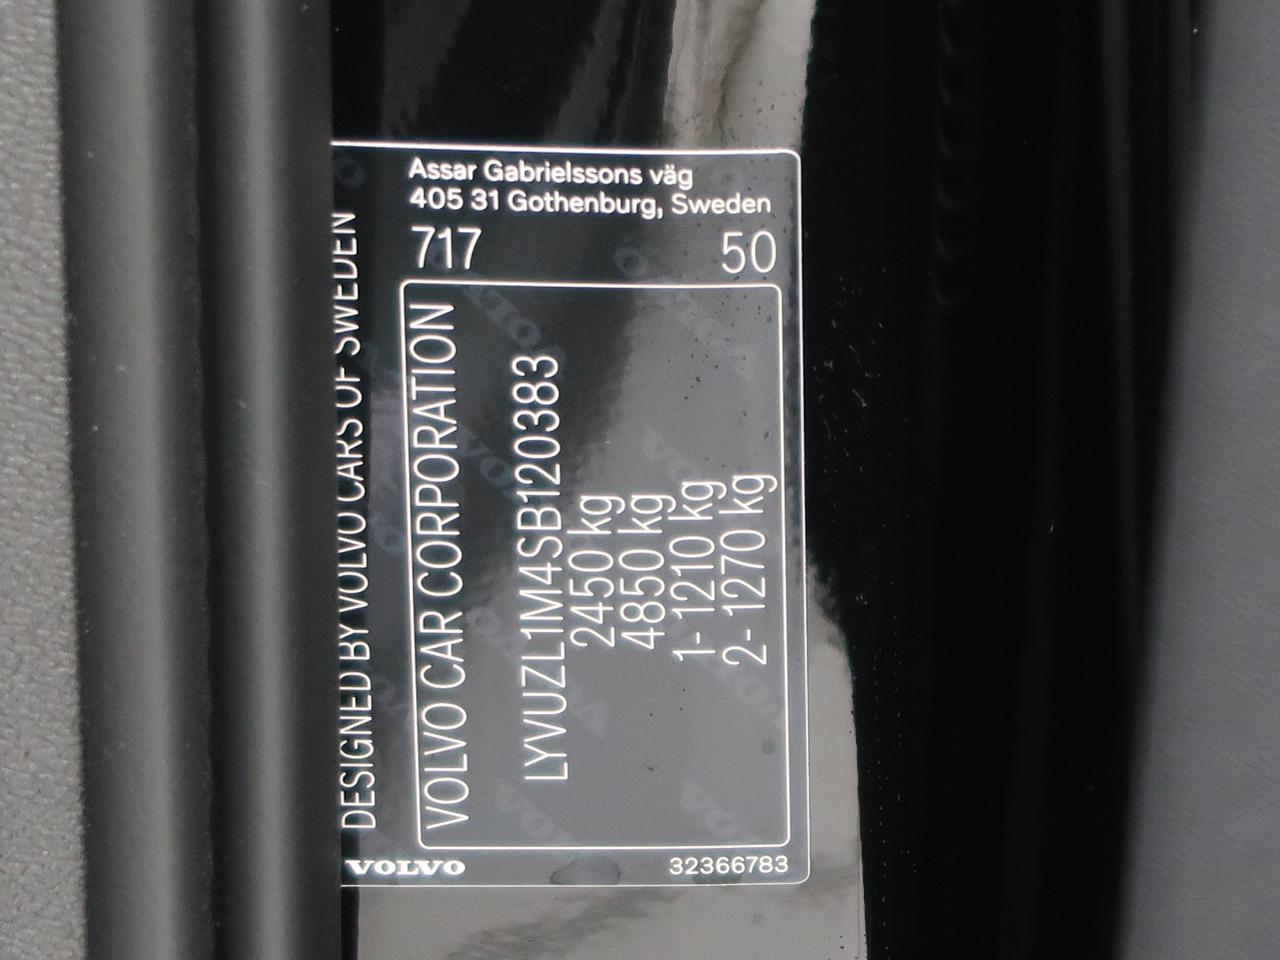 Assar Gabrielssons väg
405 31 Gothenburg, Sweden
717 50
DESIGNED BY VOLVO CARS OF SWEDEN
VOLVO CAR CORPORATION
LYVUZL1M4SB120383
2450 kg
4850 kg
1- 1210 kg
2- 1270 kg
VOLVO 32366783